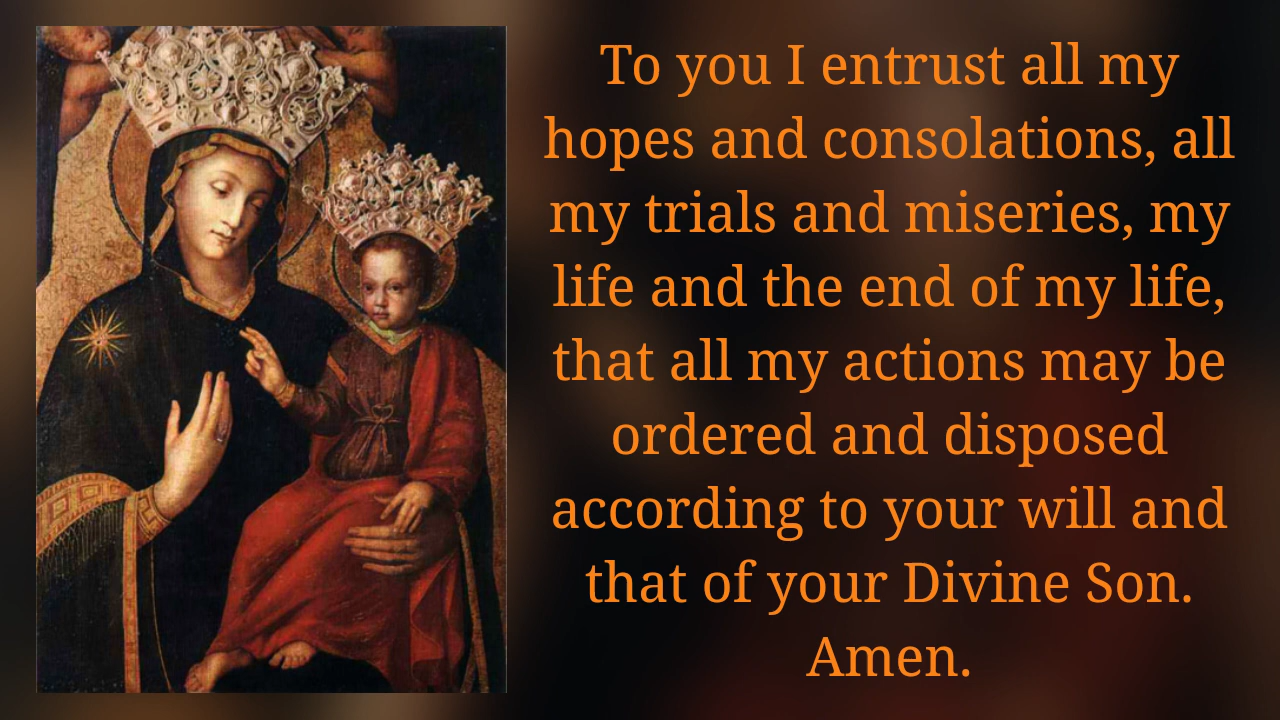 To you I entrust all my
hopes and consolations, all
my trials and miseries, my
life and the end of my life,
that all my actions may be
ordered and disposed
according to your will and
that of your Divine Son.
Amen.